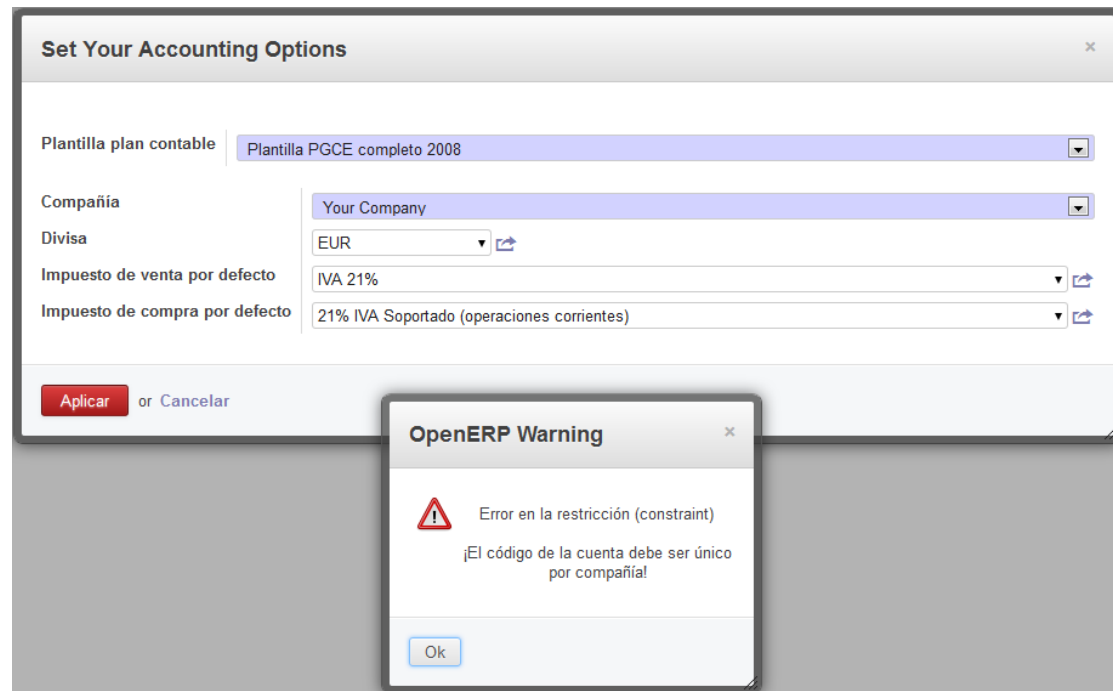 Set Your Accounting Options
Plantilla plan contable
Plantilla PGCE completo 2008
Compañía
Your Company
Divisa
EUR
Impuesto de venta por defecto
IVA 21%
Impuesto de compra por defecto
21% IVA Soportado (operaciones corrientes)
Aplicar or Cancelar
OpenERP Warning
Error en la restricción (constraint)
¡El código de la cuenta debe ser único
por compañía!
Ok